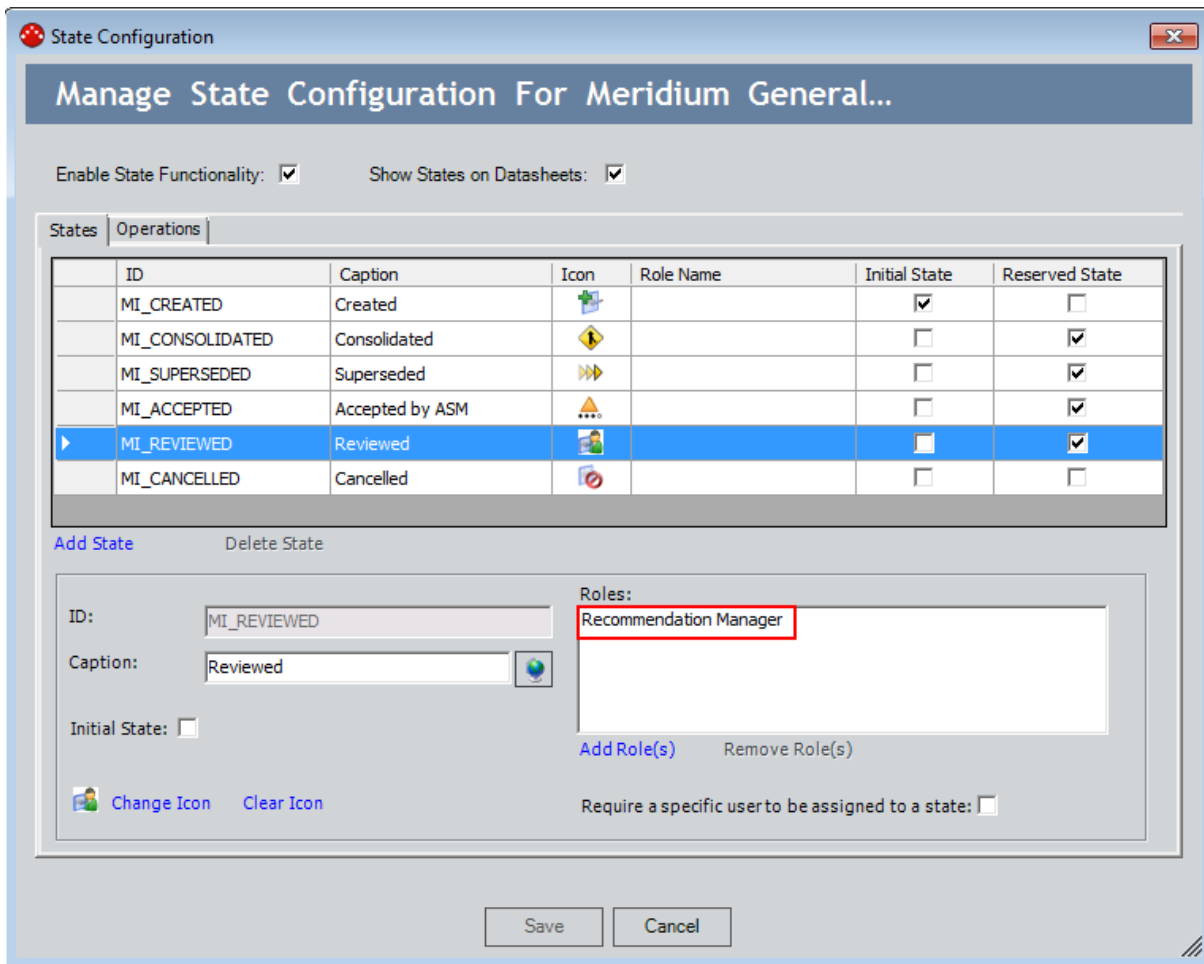 State Configuration
Manage State Configuration For Meridium General...
Enable State Functionality: Show States on Datasheets:
States Operations
ID Caption Icon Role Name Initial State Reserved State
MI_CREATED Created
MI_CONSOLIDATED Consolidated
MI_SUPERSEDED Superseded
MI_ACCEPTED Accepted by ASM
MI_REVIEWED Reviewed
MI_CANCELLED Cancelled
Add State Delete State
Roles:
ID: MI_REVIEWED Recommendation Manager
Caption: Reviewed
Initial State:
Add Role(s) Remove Role(s)
Change Icon Clear Icon
Require a specific user to be assigned to a state:
Save Cancel